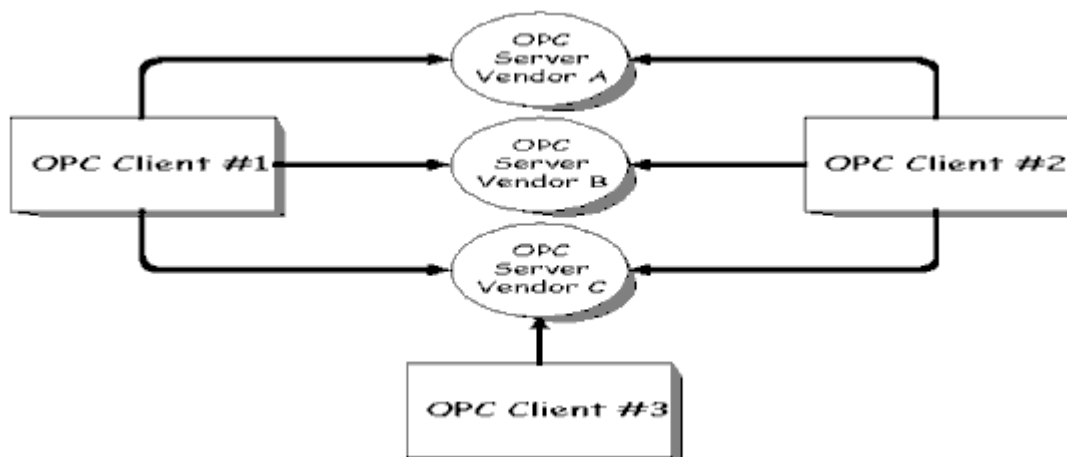 OPC
Server
Vendor A
OPC Client #1
OPC
Server
Vendor B
OPC Client #2
OPC
Server
Vendor C
OPC Client #3